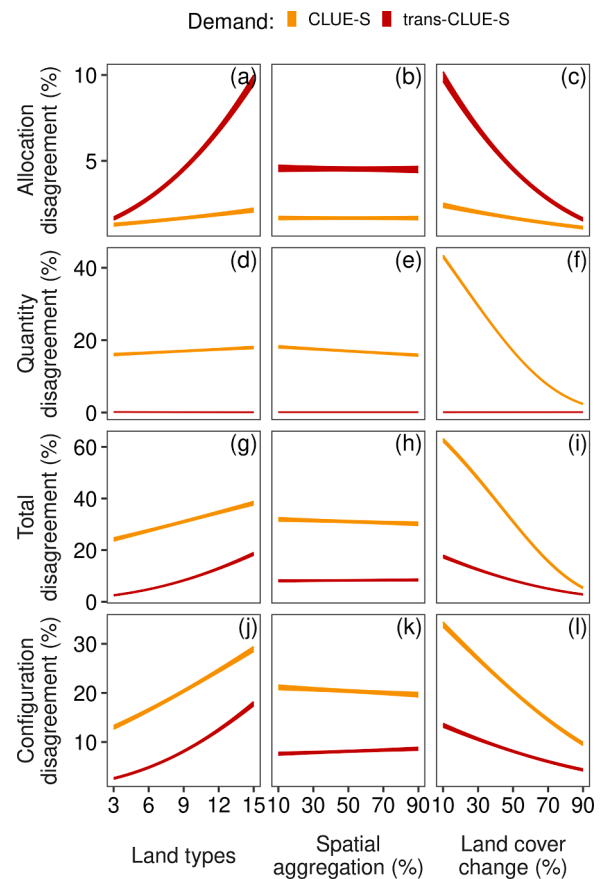 Demand: CLUE-S trans-CLUE-S
Allocation
disagreement (%)
10
5
(a) (b) (c)
Quantity
disagreement (%)
40
20
0
(d) (e) (f)
Total
disagreement (%)
60
40
20
0
(g) (h) (i)
Configuration
disagreement (%)
30
20
10
(j) (k) (l)
3 6 9 12 15 10 30 50 70 90 10 30 50 70 90
Land types
Spatial
aggregation (%)
Land cover
change (%)